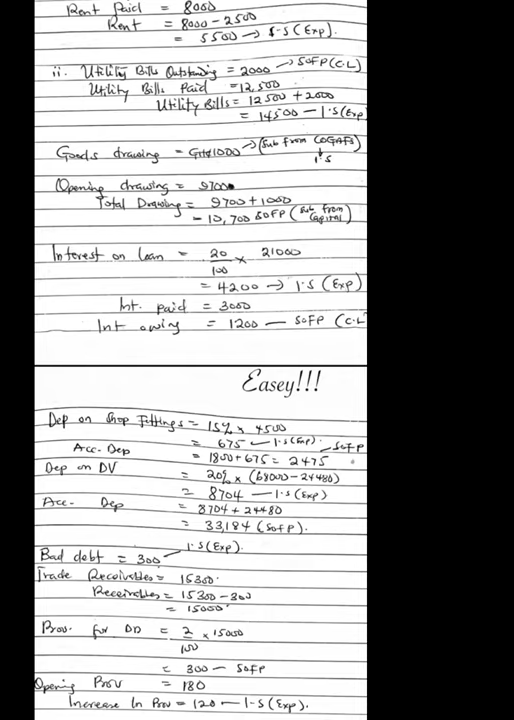 Rent Paid = 8000
Rent = 8000 - 2500
= 5500 → I.S (Exp).
ii. Utility Bills Outstanding = 2000 → SOFP (C.L)
Utility Bills Paid = 12,500
Utility Bills = 12500 + 2000
= 14500 - I.S (Exp)
Goods drawing = GH¢1000 → (Sub from COGAFS)
↓
I.S
Opening drawing = 9700
Total Drawing = 9700 + 1000
= 10,700 SOFP (Sub from Capital)
Interest on loan = 20/100 × 21000
= 4200 → I.S (Exp)
Int. paid = 3000
Int owing = 1200 - SOFP (C.L
Easey!!!
Dep on Shop Fittings = 15% × 4500
= 675 - I.S (Exp).
Acc. Dep = 1800 + 675 = 2475 - SOFP
Dep on DV = 20% × (68000 - 24480)
= 8704 - I.S (Exp)
Acc. Dep = 8704 + 24480
= 33,184 (SOFP).
Bad debt = 300 - I.S (Exp).
Trade Receivables = 15300.
Receivables = 15300 - 300
= 15000.
Prov. for DD = 2/100 × 15000
= 300 - SOFP
Opening Prov = 180
Increase In Prov = 120 - I.S (Exp).